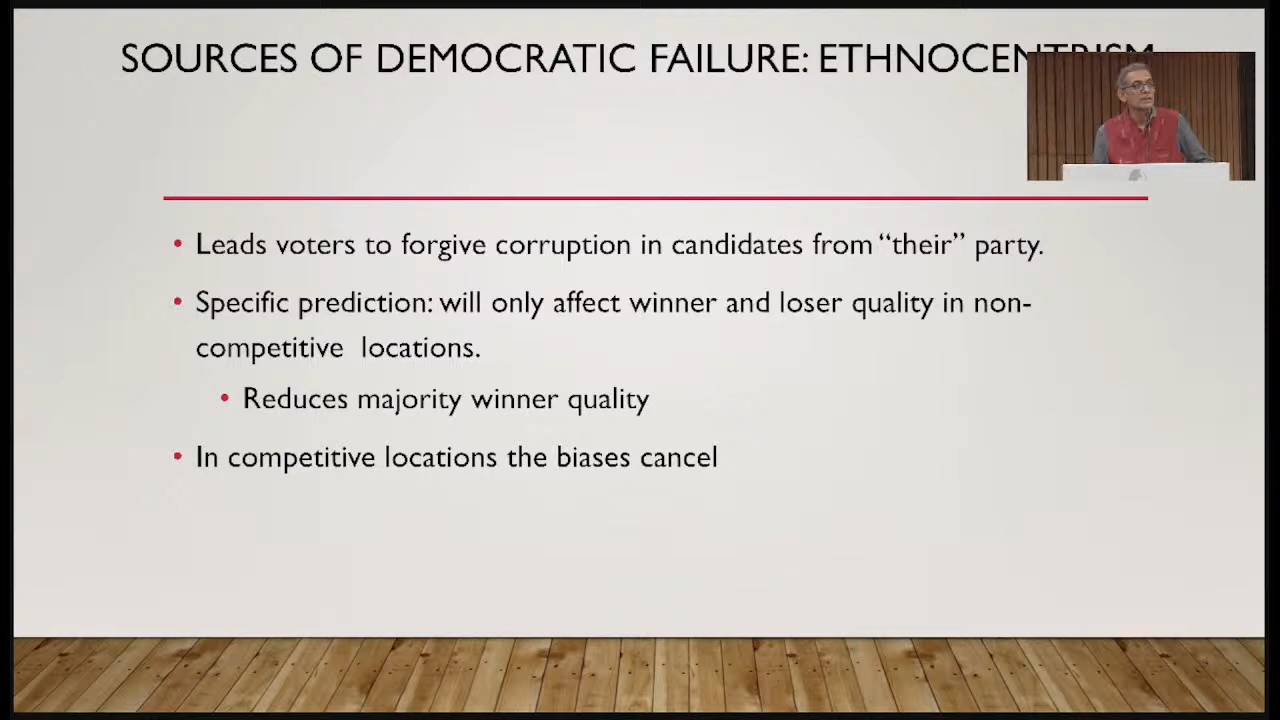 SOURCES OF DEMOCRATIC FAILURE: ETHNOCENTRISM
• Leads voters to forgive corruption in candidates from “their” party.
• Specific prediction: will only affect winner and loser quality in non-
competitive locations.
• Reduces majority winner quality
• In competitive locations the biases cancel